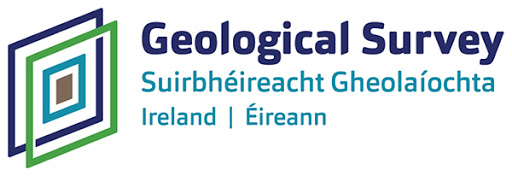 Geological Survey
Suirbhéireacht Gheolaíochta
Ireland | Éireann